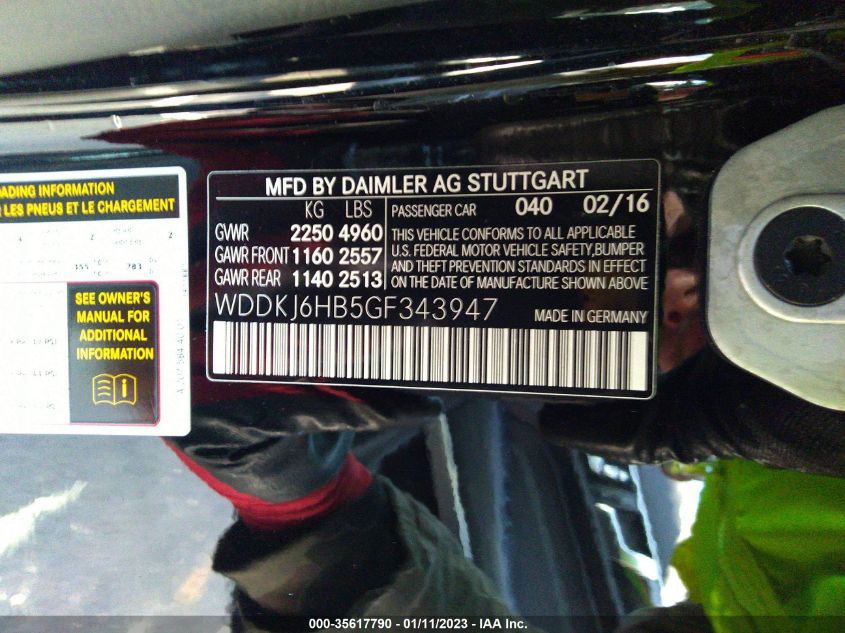 OADING INFORMATION
R LES PNEUS ET LE CHARGEMENT
SEE OWNER'S
MANUAL FOR
ADDITIONAL
INFORMATION
MFD BY DAIMLER AG STUTTGART
KG LBS
GVWR 2250 4960
GAWR FRONT 1160 2557
GAWR REAR 1140 2513
PASSENGER CAR 040 02/16
THIS VEHICLE CONFORMS TO ALL APPLICABLE
U.S. FEDERAL MOTOR VEHICLE SAFETY,BUMPER
AND THEFT PREVENTION STANDARDS IN EFFECT
ON THE DATE OF MANUFACTURE SHOWN ABOVE
WDDKJ6HB5GF343947
MADE IN GERMANY
000-35617790 - 01/11/2023 - IAA Inc.